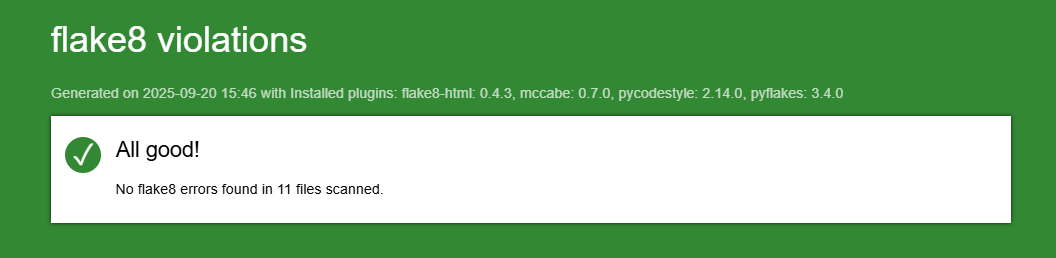 flake8 violations
Generated on 2025-09-20 15:46 with Installed plugins: flake8-html: 0.4.3, mccabe: 0.7.0, pycodestyle: 2.14.0, pyflakes: 3.4.0
All good!
No flake8 errors found in 11 files scanned.